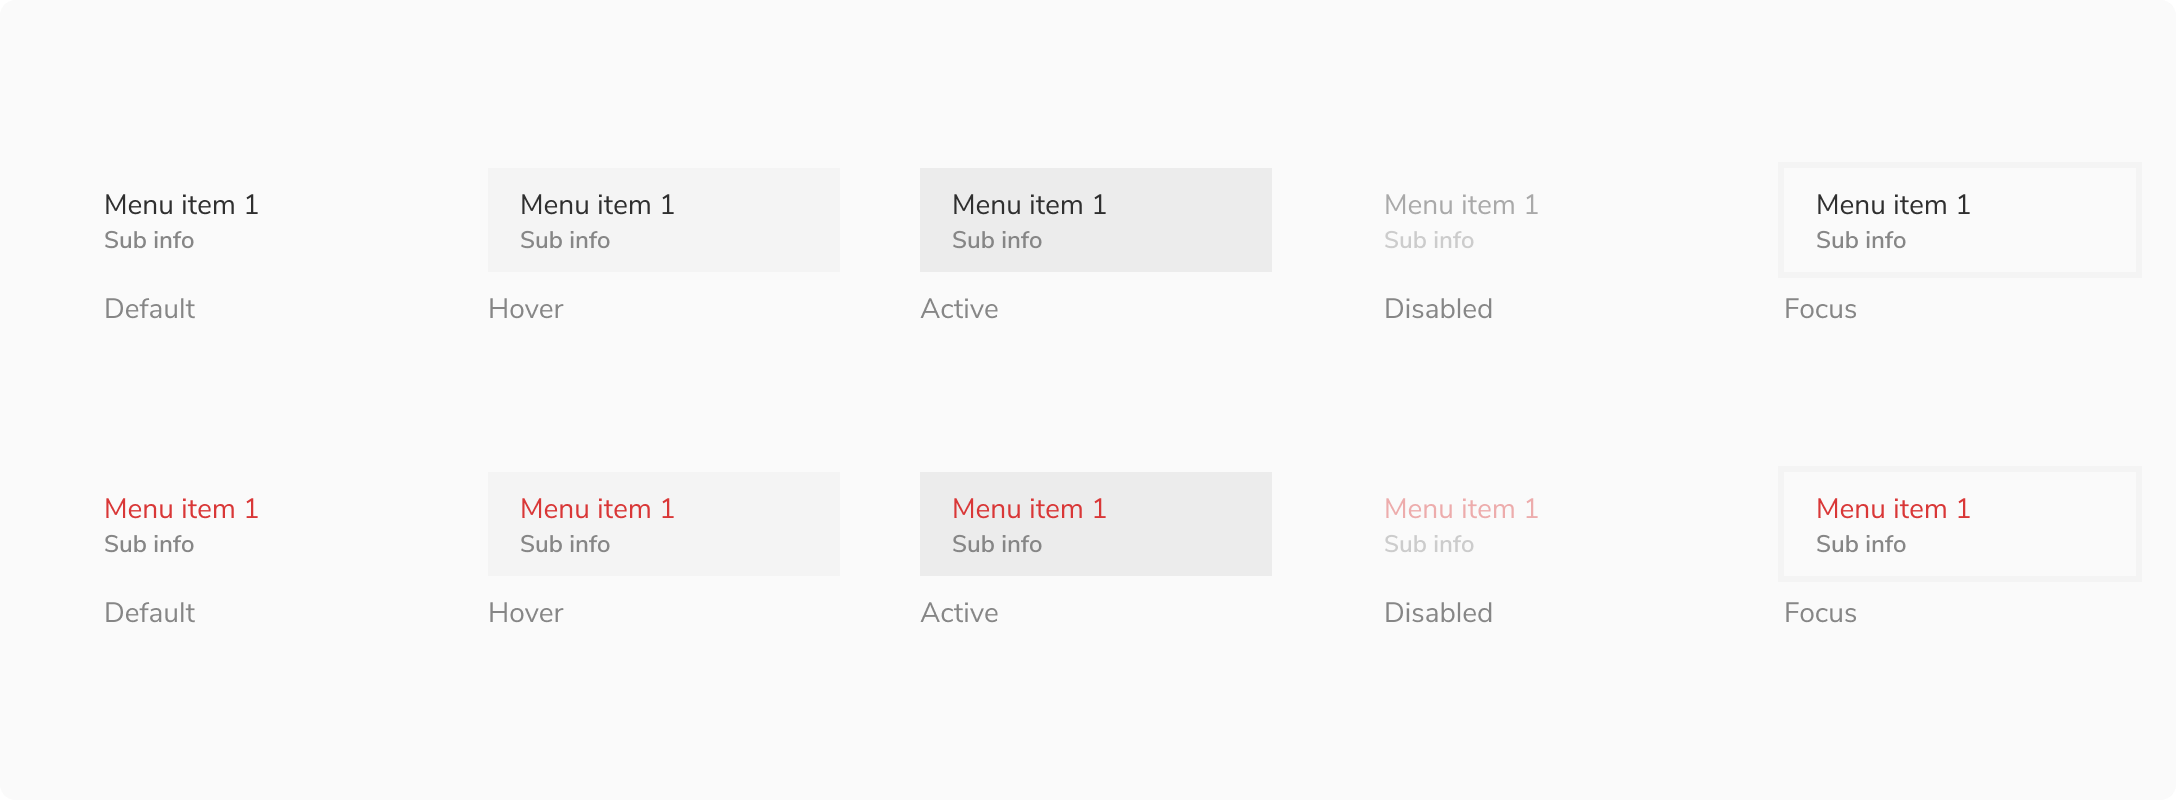 Menu item 1
Sub info
Default
Menu item 1
Sub info
Hover
Menu item 1
Sub info
Active
Menu item 1
Sub info
Disabled
Menu item 1
Sub info
Focus
Menu item 1
Sub info
Default
Menu item 1
Sub info
Hover
Menu item 1
Sub info
Active
Menu item 1
Sub info
Disabled
Menu item 1
Sub info
Focus